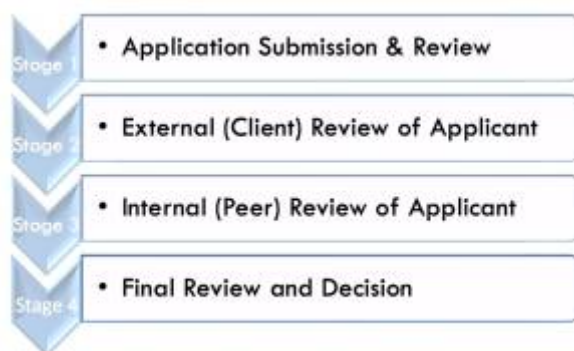 Stage 1
• Application Submission & Review
Stage 2
• External (Client) Review of Applicant
Stage 3
• Internal (Peer) Review of Applicant
Stage 4
• Final Review and Decision